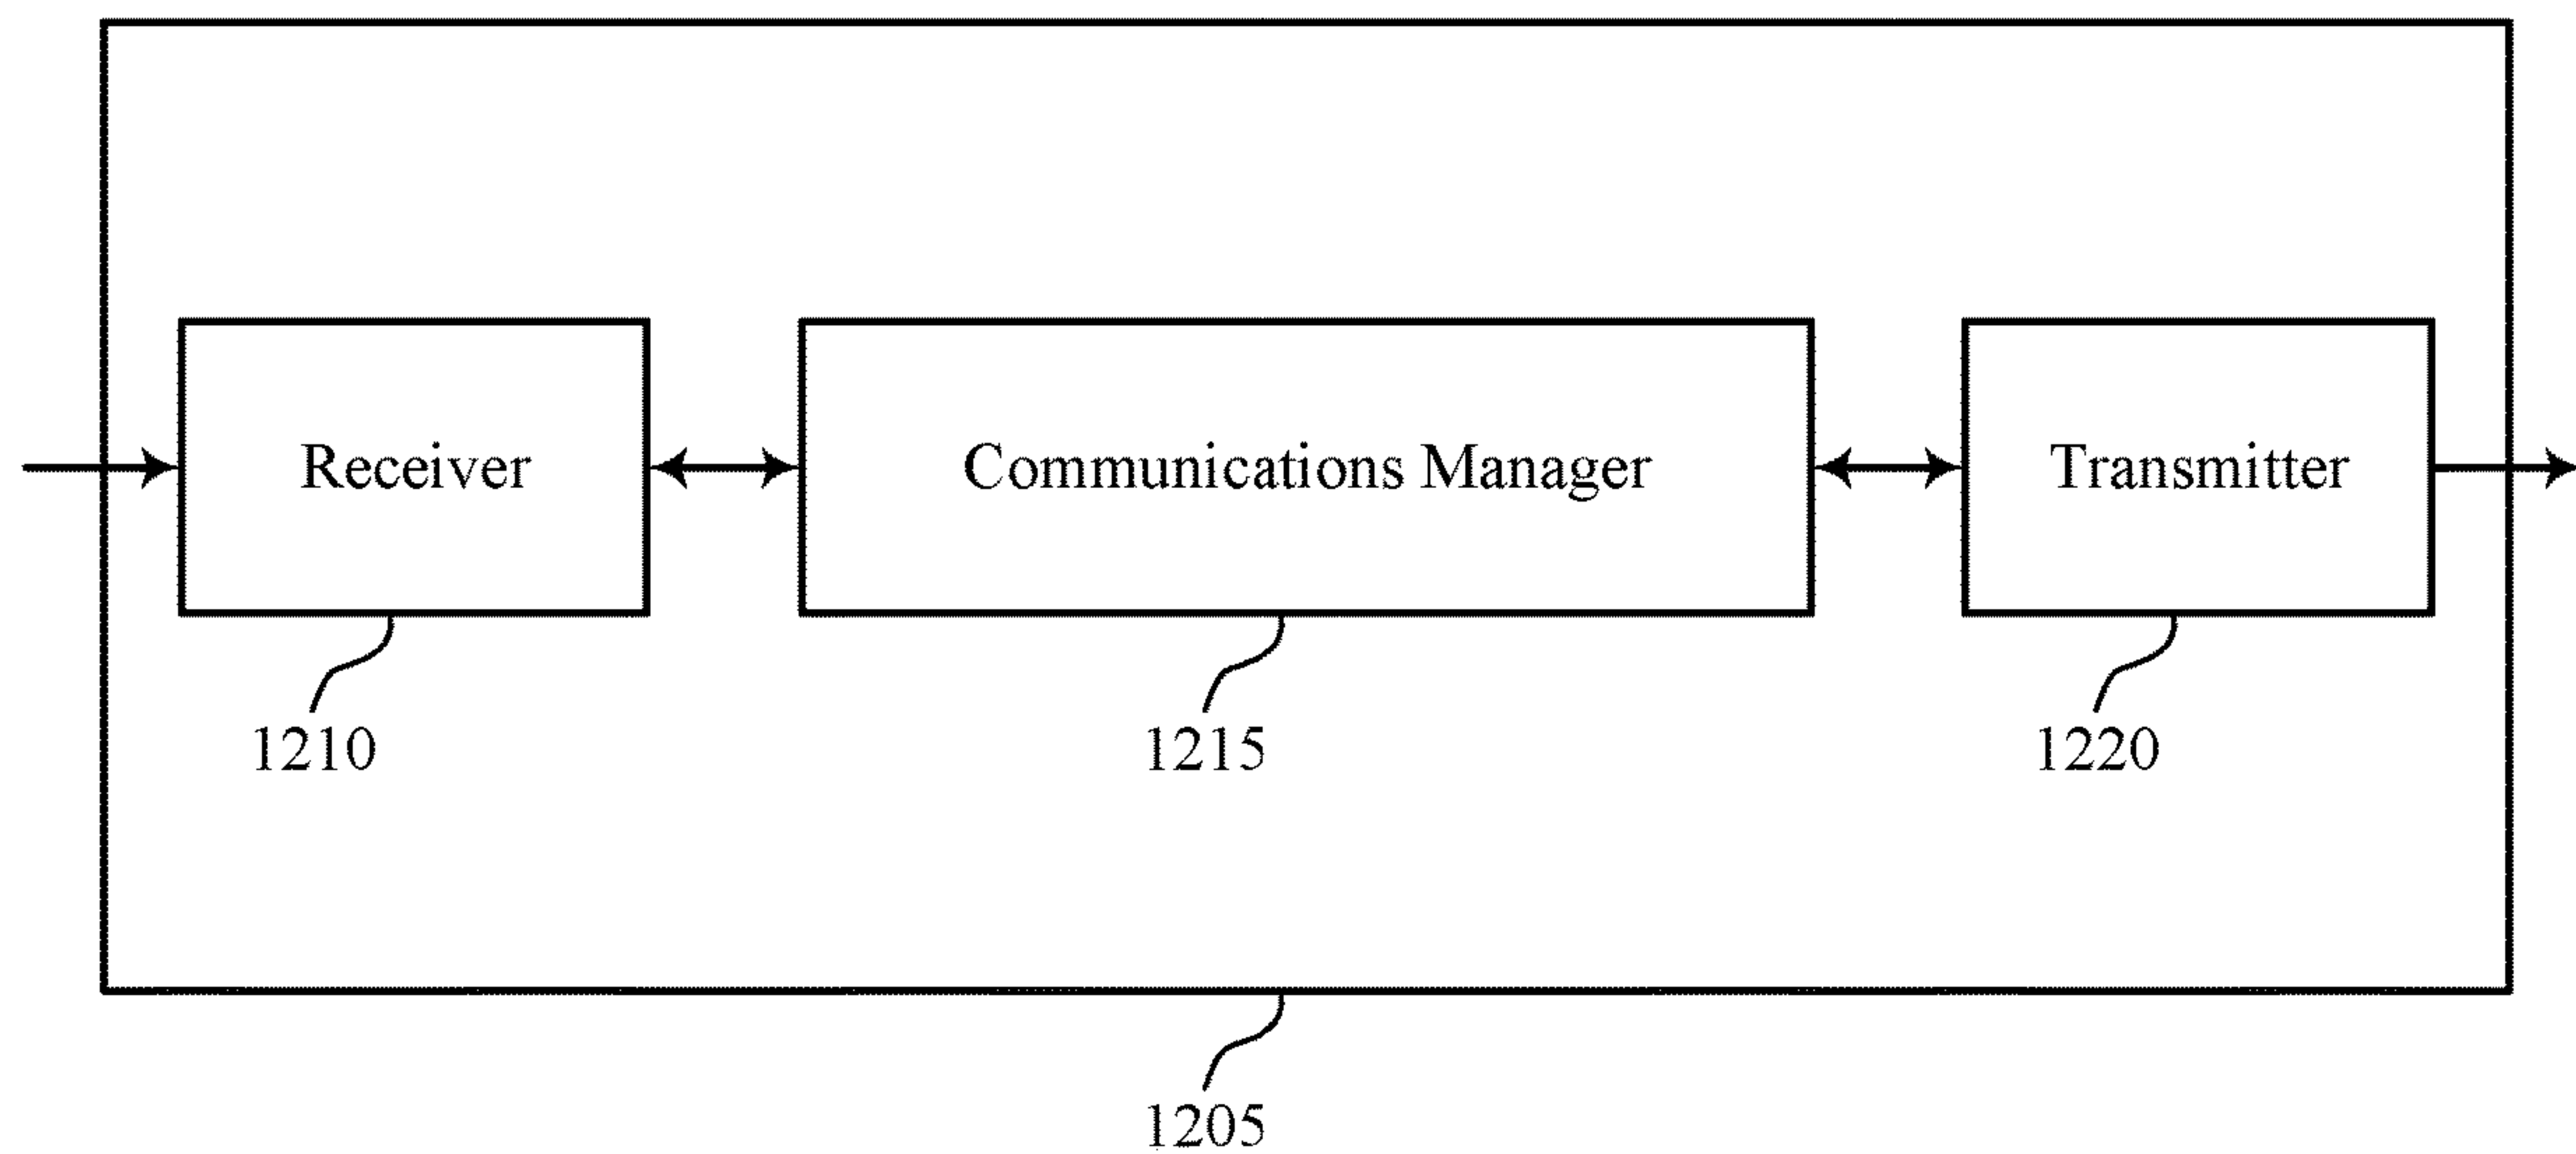 Receiver
Communications Manager
Transmitter
1210
1215
1220
1205